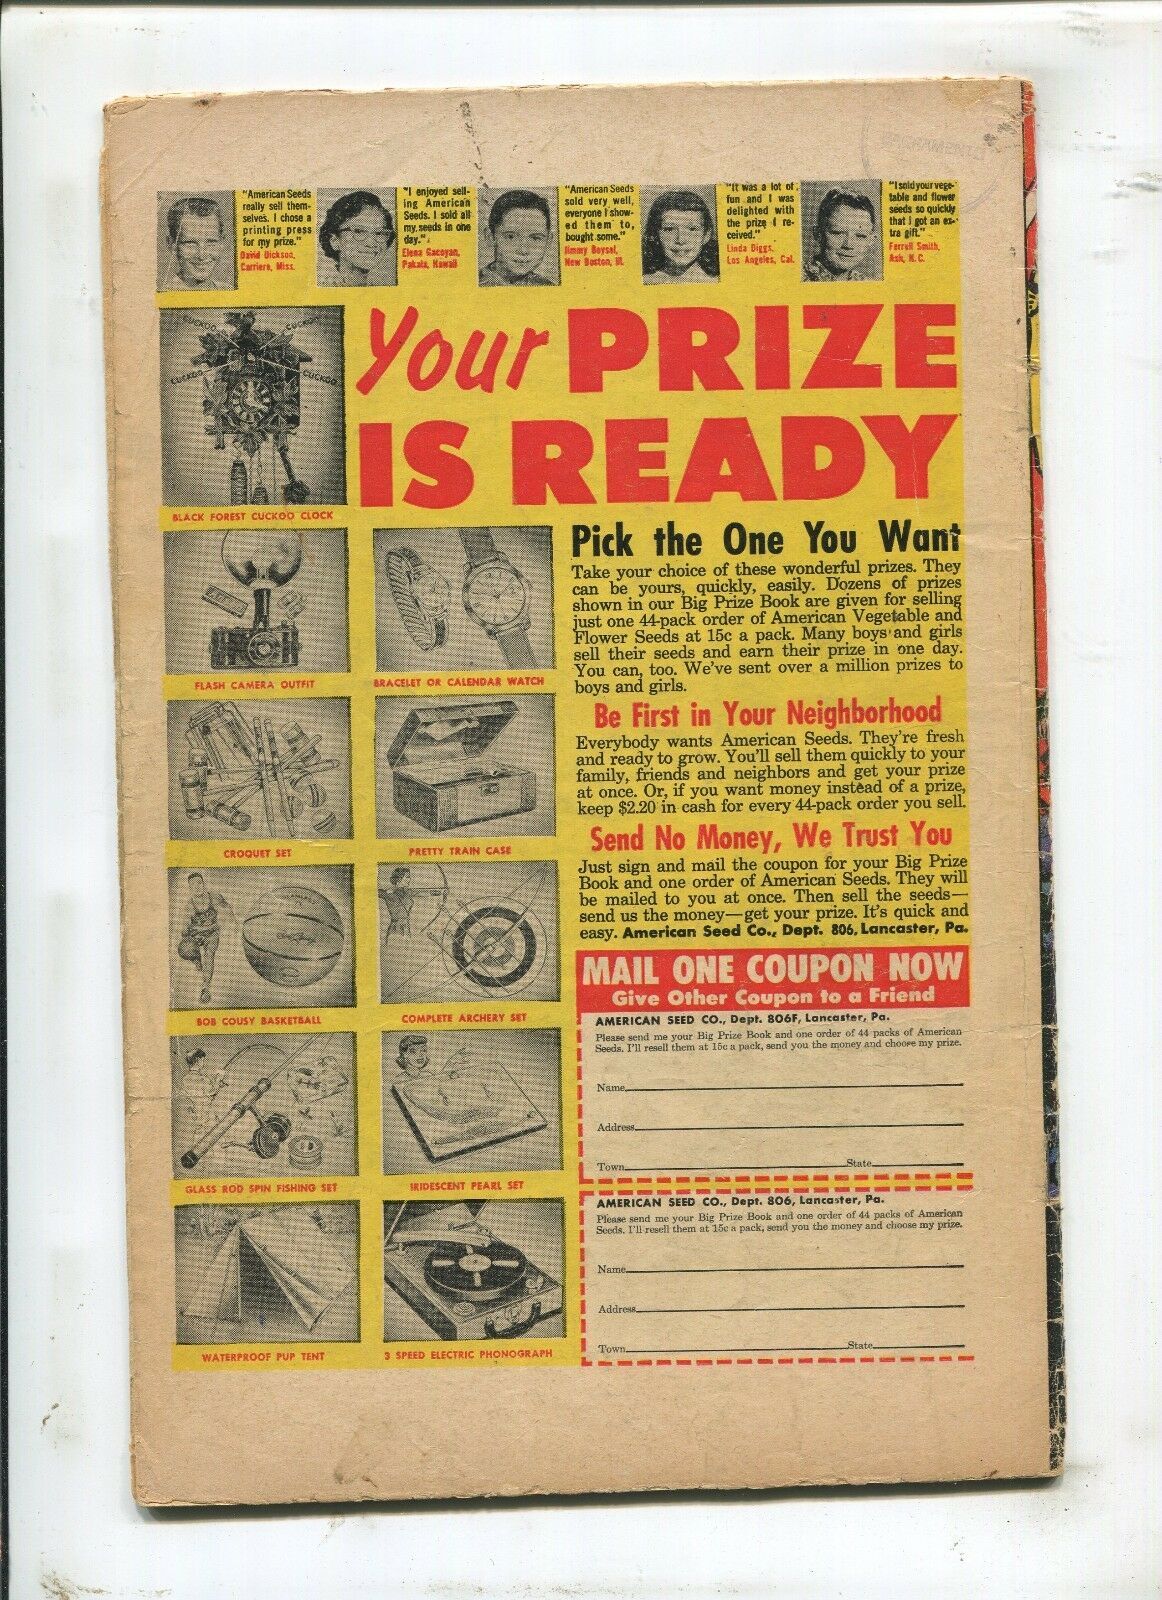 "American Seeds
really sell them-
selves. I chose a
printing press
for my prize."
David Dickson,
Carriere, Miss.
"I enjoyed sell-
ing American
Seeds. I sold all
my seeds in one
day."
Elena Gacayan,
Pakala, Hawaii
"American Seeds
sold very well,
everyone I show-
ed them to,
bought some."
Jimmy Boysel,
New Boston, Ill.
"It was a lot of
fun and I was
delighted with
the prize I re-
ceived."
Linda Diggs,
Los Angeles, Cal.
"I sold your vege-
table and flower
seeds so quickly
that I got an ex-
tra gift."
Ferrell Smith,
Ash, N.C.
CUCKOO CUCKOO
CUCKOO CUCKOO
BLACK FOREST CUCKOO CLOCK
Your PRIZE
IS READY
FLASH CAMERA OUTFIT
BRACELET OR CALENDAR WATCH
CROQUET SET
PRETTY TRAIN CASE
BOB COUSY BASKETBALL
COMPLETE ARCHERY SET
GLASS ROD SPIN FISHING SET
IRIDESCENT PEARL SET
WATERPROOF PUP TENT
3 SPEED ELECTRIC PHONOGRAPH
Pick the One You Want
Take your choice of these wonderful prizes. They
can be yours, quickly, easily. Dozens of prizes
shown in our Big Prize Book are given for selling
just one 44-pack order of American Vegetable and
Flower Seeds at 15c a pack. Many boys and girls
sell their seeds and earn their prize in one day.
You can, too. We've sent over a million prizes to
boys and girls.
Be First in Your Neighborhood
Everybody wants American Seeds. They're fresh
and ready to grow. You'll sell them quickly to your
family, friends and neighbors and get your prize
at once. Or, if you want money instead of a prize,
keep $2.20 in cash for every 44-pack order you sell.
Send No Money, We Trust You
Just sign and mail the coupon for your Big Prize
Book and one order of American Seeds. They will
be mailed to you at once. Then sell the seeds—
send us the money—get your prize. It's quick and
easy. American Seed Co., Dept. 806, Lancaster, Pa.
MAIL ONE COUPON NOW
Give Other Coupon to a Friend
AMERICAN SEED CO., Dept. 806F, Lancaster, Pa.
Please send me your Big Prize Book and one order of 44 packs of American
Seeds. I'll resell them at 15c a pack, send you the money and choose my prize.
Name
Address
Town State
AMERICAN SEED CO., Dept. 806, Lancaster, Pa.
Please send me your Big Prize Book and one order of 44 packs of American
Seeds. I'll resell them at 15c a pack, send you the money and choose my prize.
Name
Address
Town State